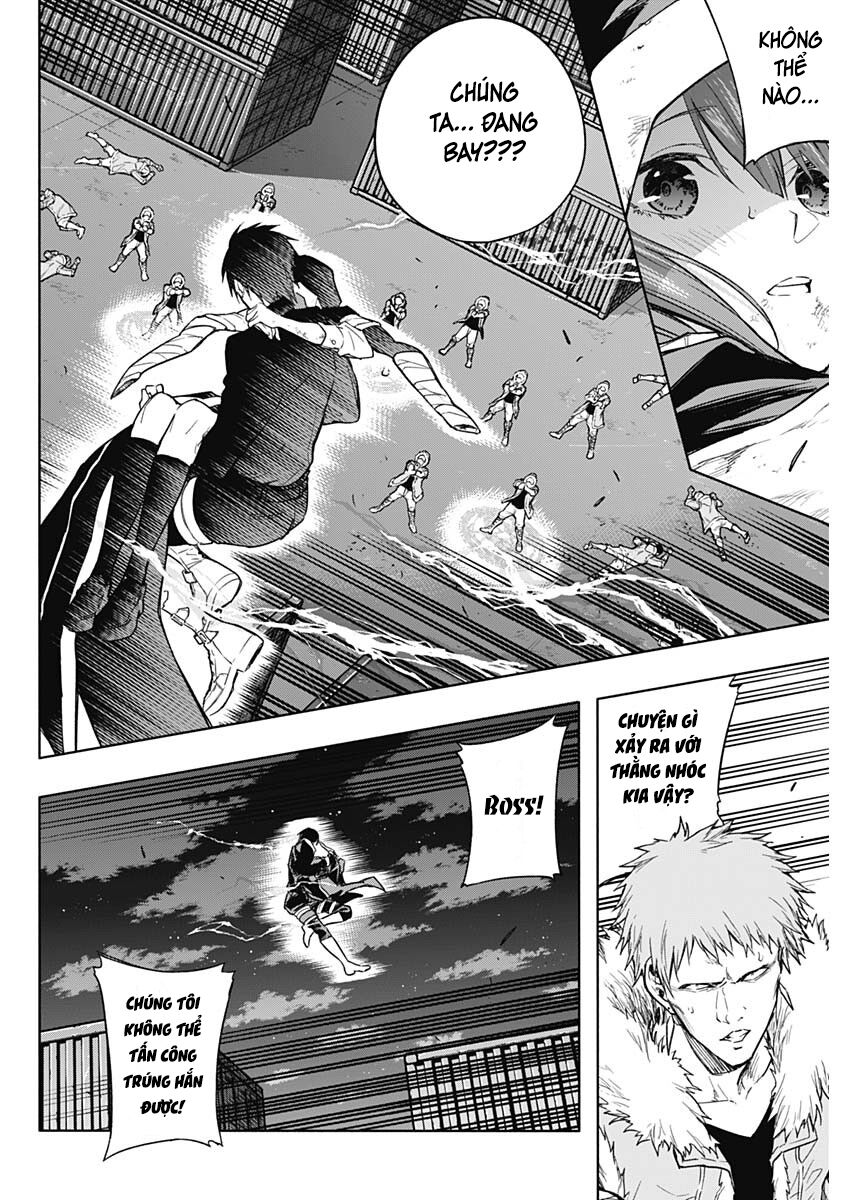 KHÔNG
THỂ
NÀO...
CHÚNG
TA... ĐANG
BAY???
CHUYỆN GÌ
XẢY RA VỚI
THẰNG NHÓC
KIA VẬY?
BOSS!
CHÚNG TÔI
KHÔNG THỂ
TẤN CÔNG
TRÚNG HẮN
ĐƯỢC!